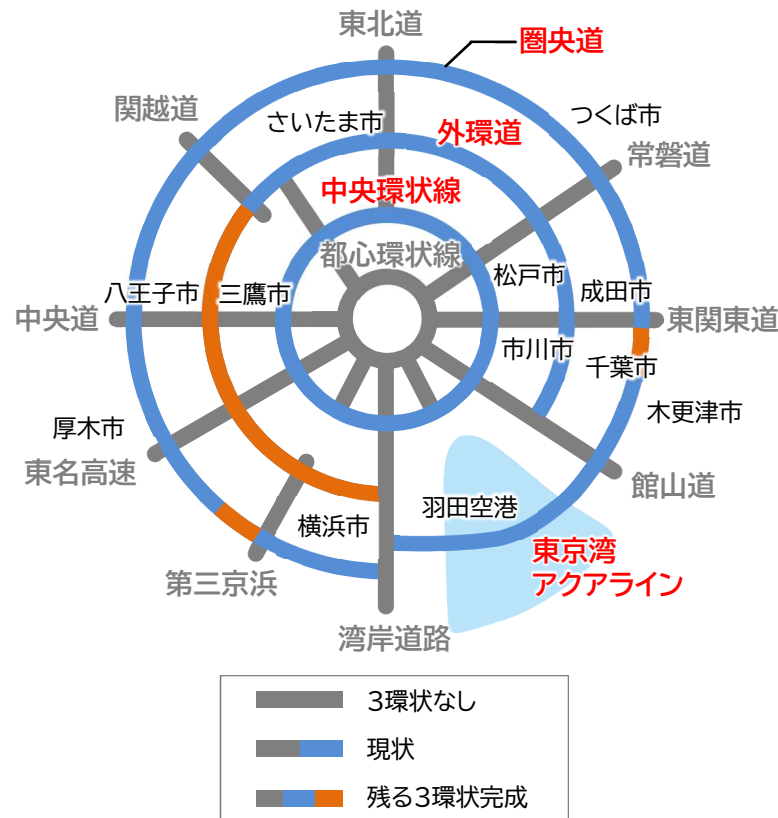 東北道
圏央道
関越道
さいたま市
外環道
つくば市
常磐道
中央環状線
都心環状線
松戸市
八王子市
三鷹市
成田市
中央道
東関東道
市川市
千葉市
木更津市
厚木市
東名高速
館山道
羽田空港
横浜市
東京湾
アクアライン
第三京浜
湾岸道路
3環状なし
現状
残る3環状完成